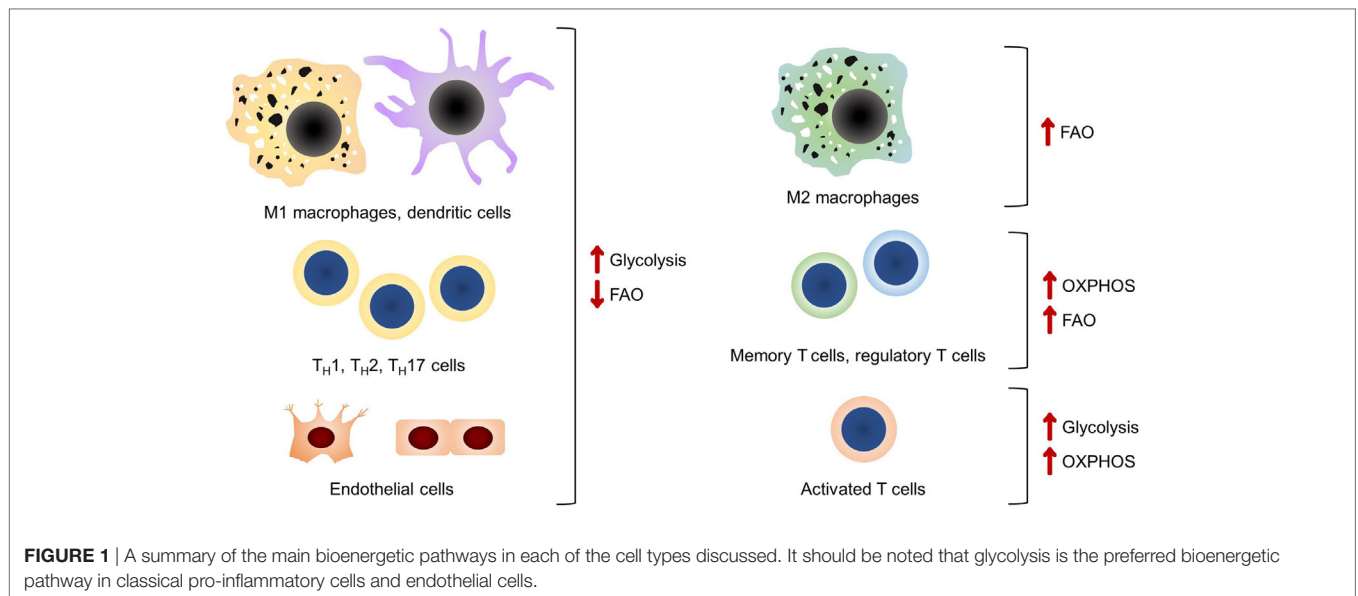 M1 macrophages, dendritic cells
TH1, TH2, TH17 cells
Endothelial cells
↑ Glycolysis
↓ FAO
M2 macrophages
↑ FAO
Memory T cells, regulatory T cells
↑ OXPHOS
↑ FAO
Activated T cells
↑ Glycolysis
↑ OXPHOS
FIGURE 1 | A summary of the main bioenergetic pathways in each of the cell types discussed. It should be noted that glycolysis is the preferred bioenergetic
pathway in classical pro-inflammatory cells and endothelial cells.